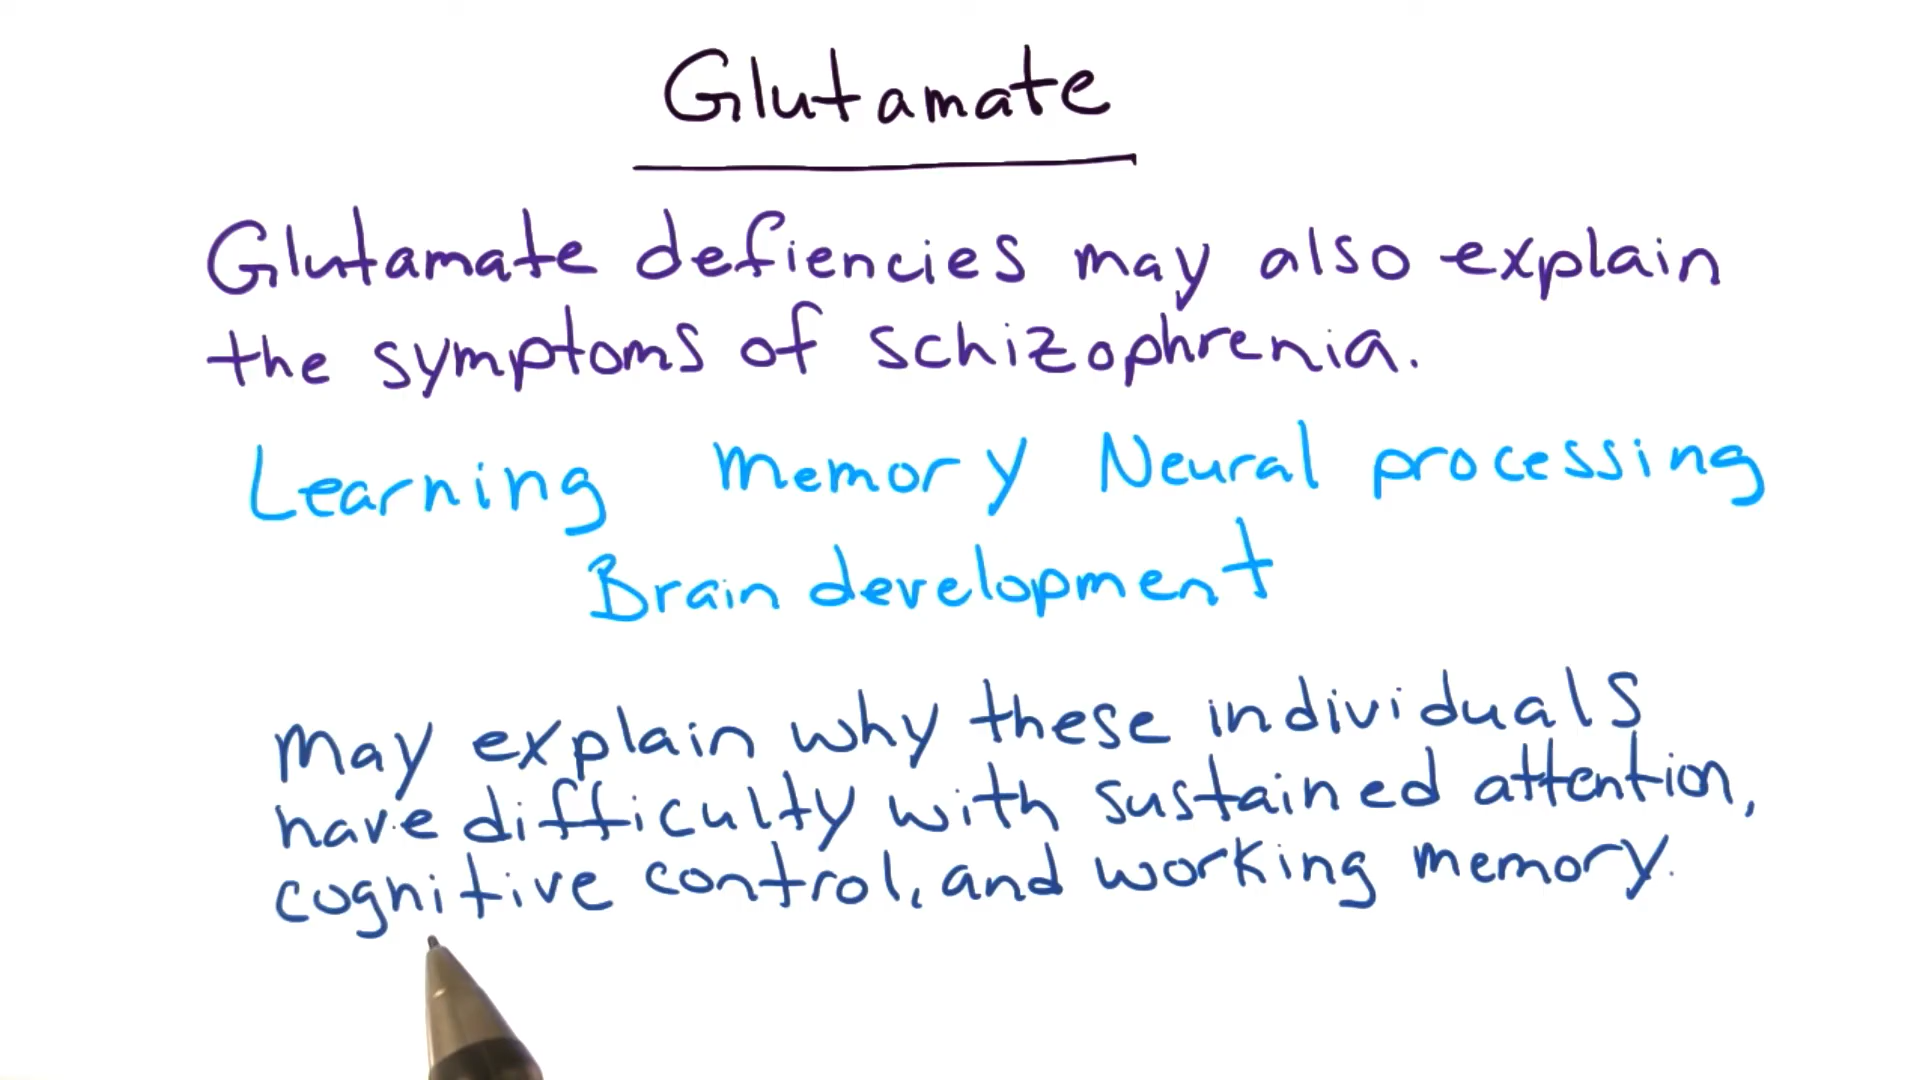 Glutamate
Glutamate defiencies may also explain
the symptoms of schizophrenia.
Learning Memory Neural processing
Brain development
May explain why these individuals
have difficulty with sustained attention,
cognitive control, and working memory.